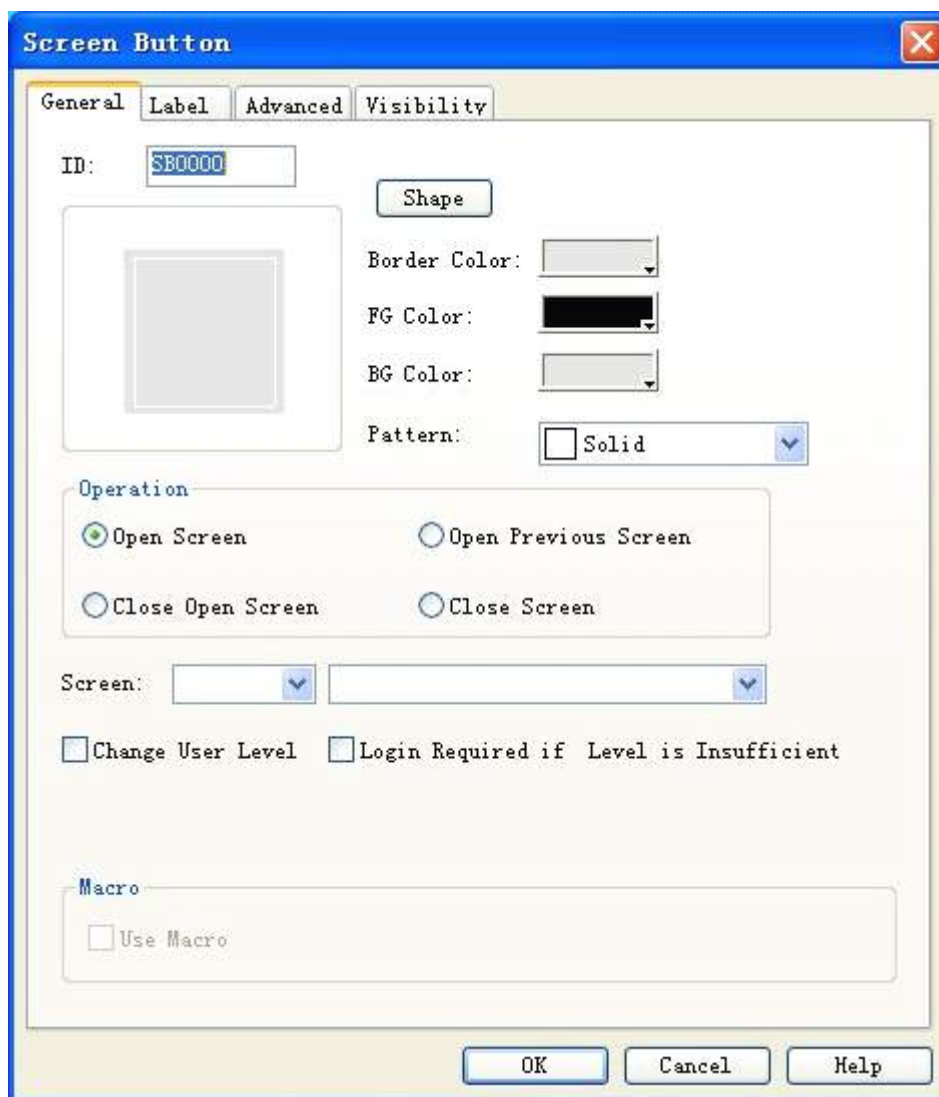 Screen Button
General Label Advanced Visibility
ID: SB0000
Shape
Border Color:
FG Color:
BG Color:
Pattern: Solid
Operation
Open Screen Open Previous Screen
Close Open Screen Close Screen
Screen:
Change User Level Login Required if Level is Insufficient
Macro
Use Macro
OK Cancel Help